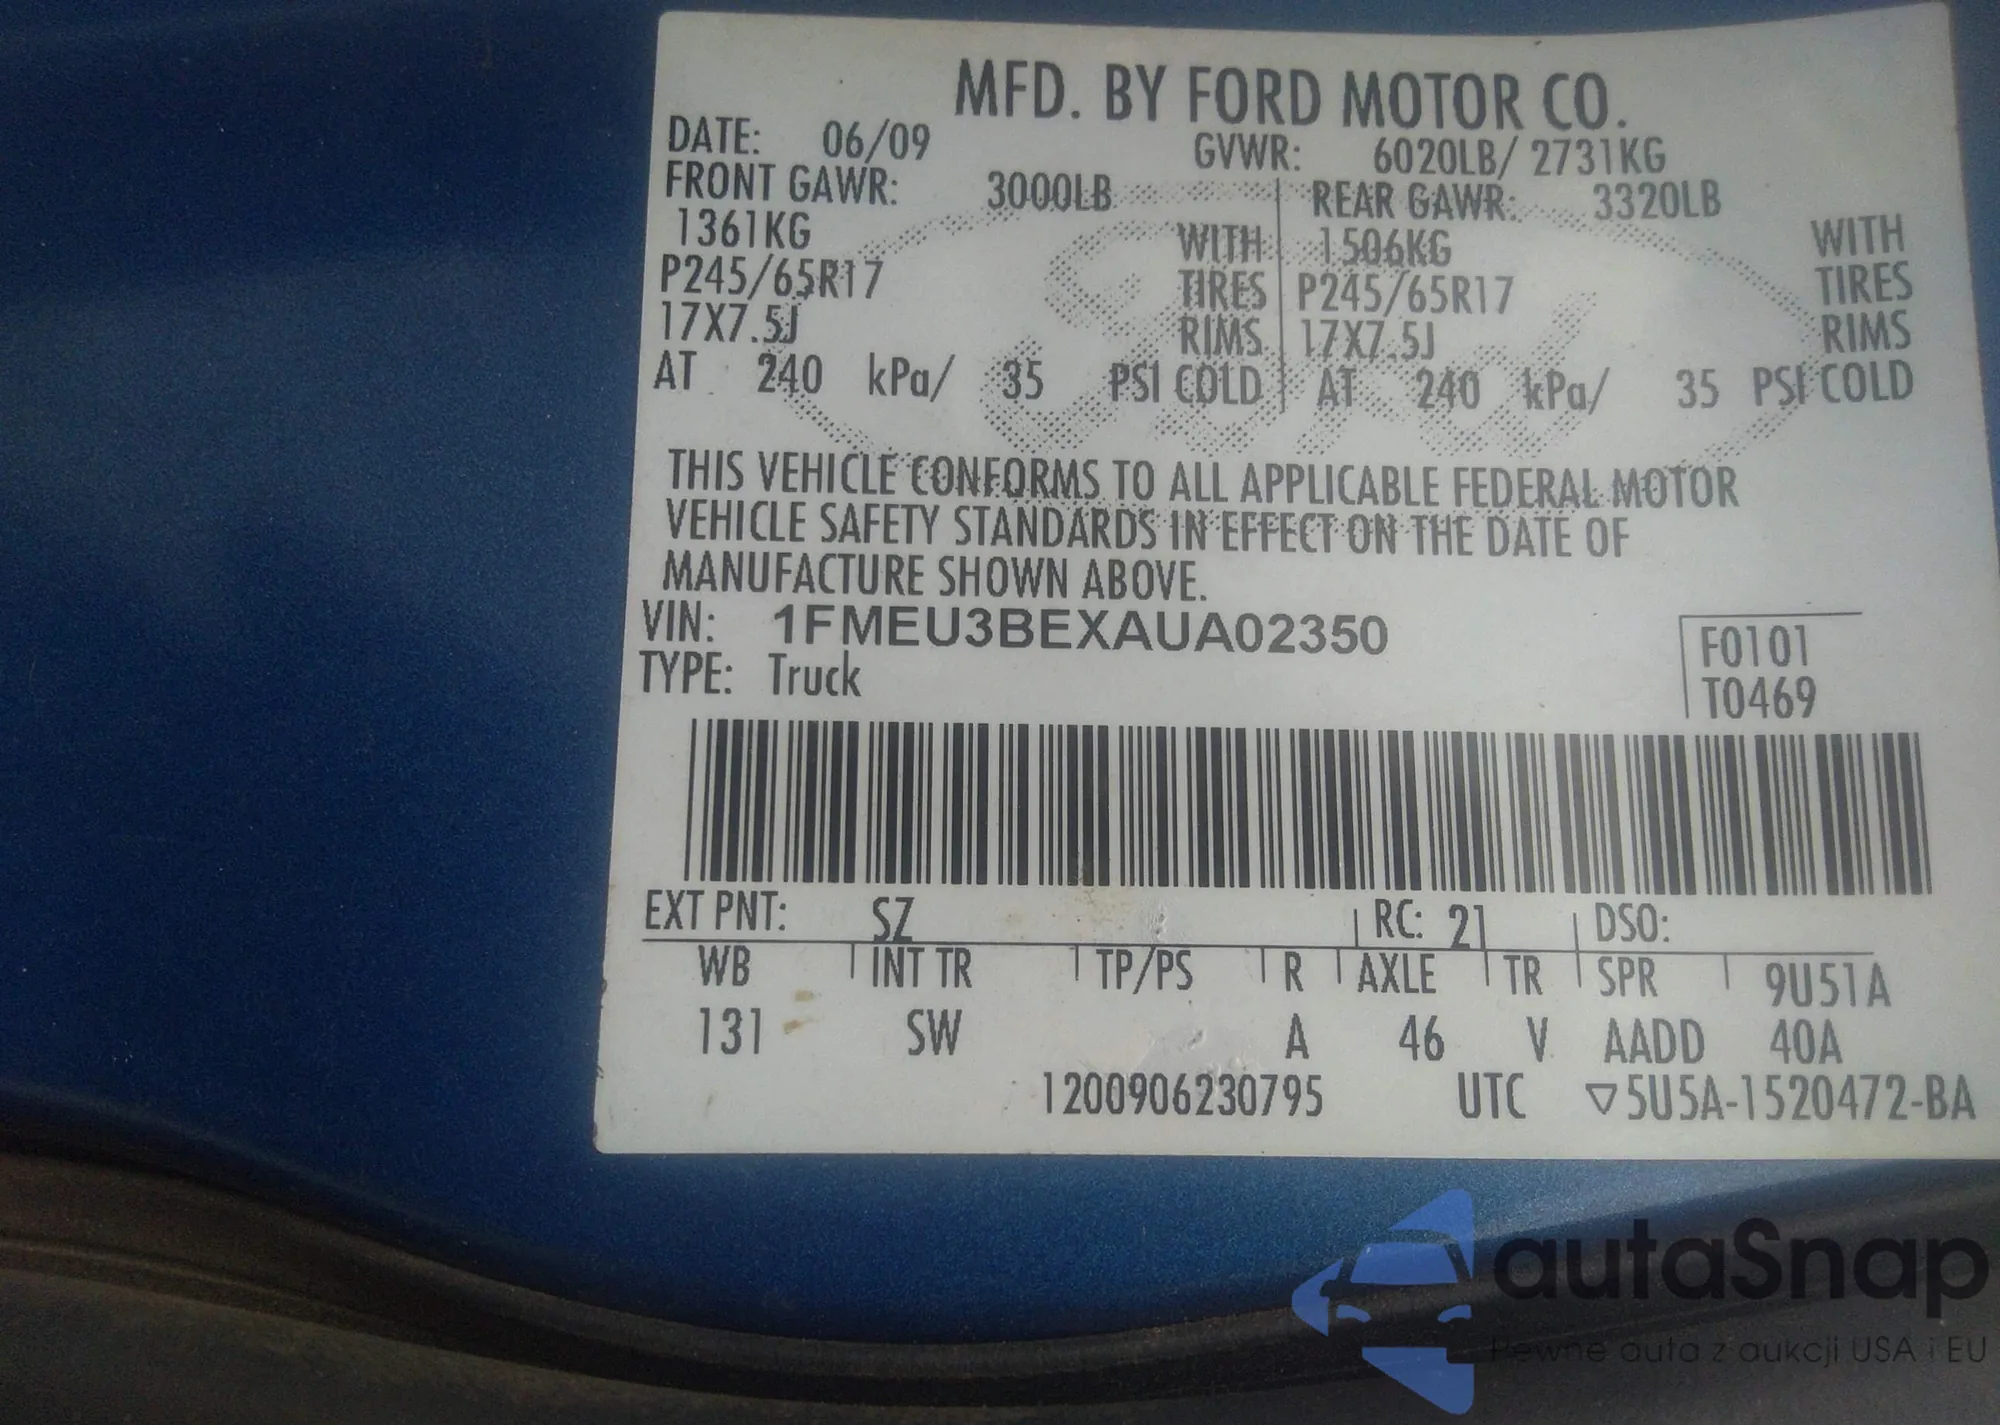 MFD. BY FORD MOTOR CO.
DATE: 06/09 GVWR: 6020LB/ 2731KG
FRONT GAWR: 3000LB REAR GAWR: 3320LB
1361KG WITH 1506KG WITH
P245/65R17 TIRES P245/65R17 TIRES
17X7.5J RIMS 17X7.5J RIMS
AT 240 kPa/ 35 PSI COLD AT 240 kPa/ 35 PSI COLD
THIS VEHICLE CONFORMS TO ALL APPLICABLE FEDERAL MOTOR
VEHICLE SAFETY STANDARDS IN EFFECT ON THE DATE OF
MANUFACTURE SHOWN ABOVE.
VIN: 1FMEU3BEXAUA02350 F0101
TYPE: Truck T0469
EXT PNT: SZ RC: 21 DSO:
WB INT TR TP/PS R AXLE TR SPR 9U51A
131 SW A 46 V AADD 40A
1200906230795 UTC ▽5U5A-1520472-BA
Ford
autaSnap
Pewne auta z aukcji USA i EU